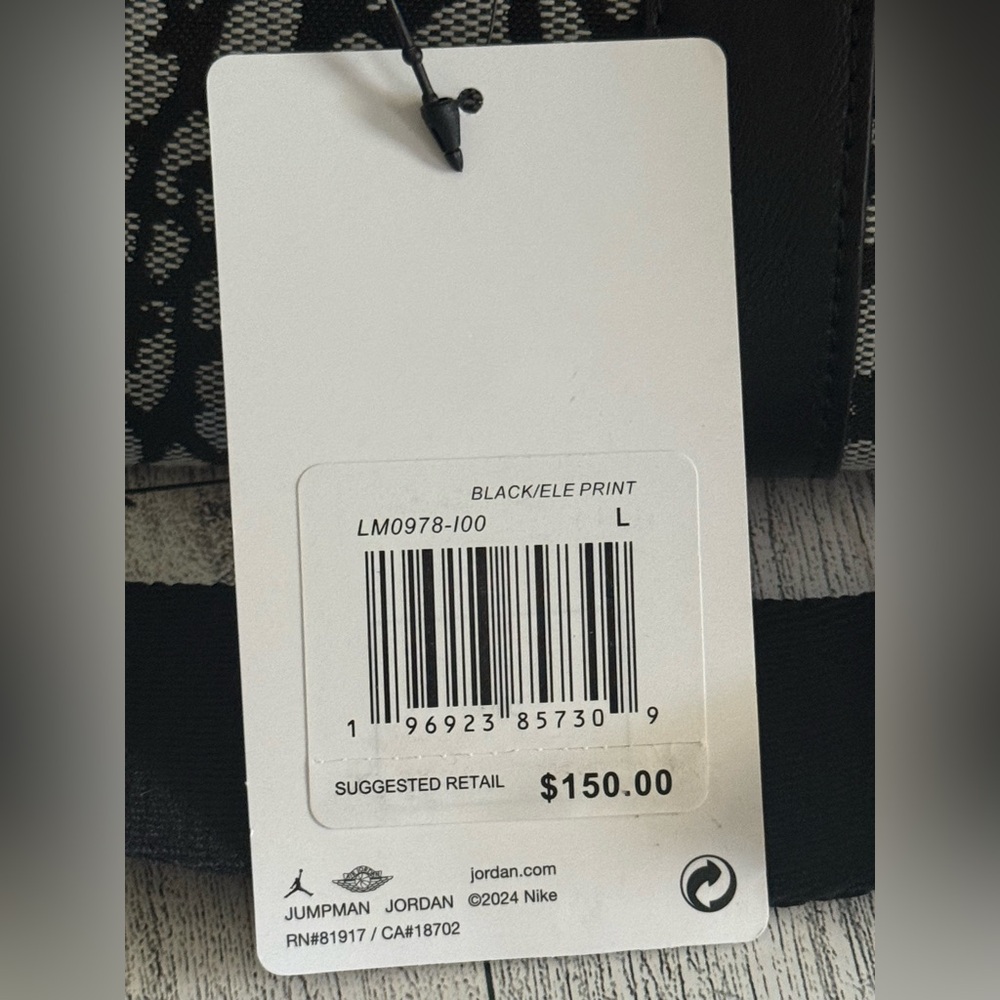 BLACK/ELE PRINT
LM0978-I00 L
1 96923 85730 9
SUGGESTED RETAIL $150.00
jordan.com
JUMPMAN JORDAN ©2024 Nike
RN#81917 / CA#18702